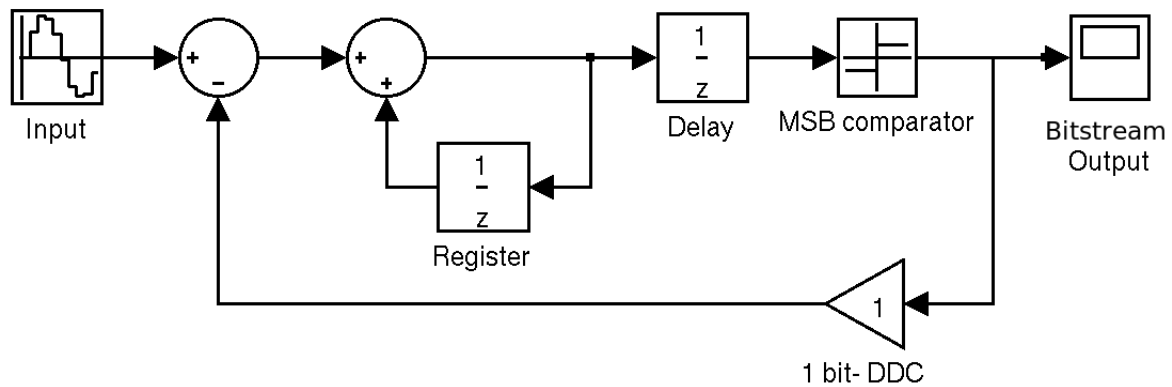 +
−
+
+
1
z
1
z
Input
Delay
MSB comparator
Bitstream
Output
Register
1
1 bit- DDC